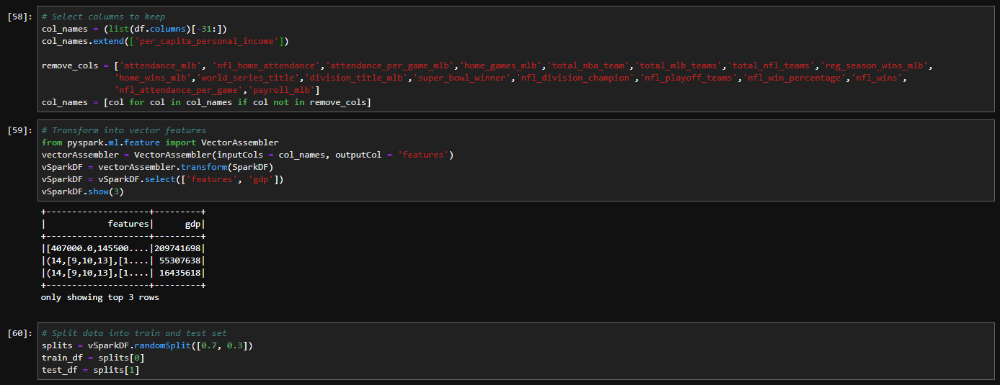 [58]: # Select columns to keep
col_names = (list(df.columns)[-31:])
col_names.extend(['per_capita_personal_income'])
remove_cols = ['attendance_mlb', 'nfl_home_attendance','attendance_per_game_mlb','home_games_mlb','total_nba_team','total_mlb_teams','total_nfl_teams','reg_season_wins_mlb',
'home_wins_mlb','world_series_title','division_title_mlb','super_bowl_winner','nfl_division_champion','nfl_playoff_teams','nfl_win_percentage','nfl_wins',
'nfl_attendance_per_game','payroll_mlb']
col_names = [col for col in col_names if col not in remove_cols]
[59]: # Transform into vector features
from pyspark.ml.feature import VectorAssembler
vectorAssembler = VectorAssembler(inputCols = col_names, outputCol = 'features')
vSparkDF = vectorAssembler.transform(SparkDF)
vSparkDF = vSparkDF.select(['features', 'gdp'])
vSparkDF.show(3)
+--------------------+---------+
|            features|      gdp|
+--------------------+---------+
|[407000.0,145500....|209741698|
|(14,[9,10,13],[1....| 55307638|
|(14,[9,10,13],[1....| 16435618|
+--------------------+---------+
only showing top 3 rows
[60]: # Split data into train and test set
splits = vSparkDF.randomSplit([0.7, 0.3])
train_df = splits[0]
test_df = splits[1]